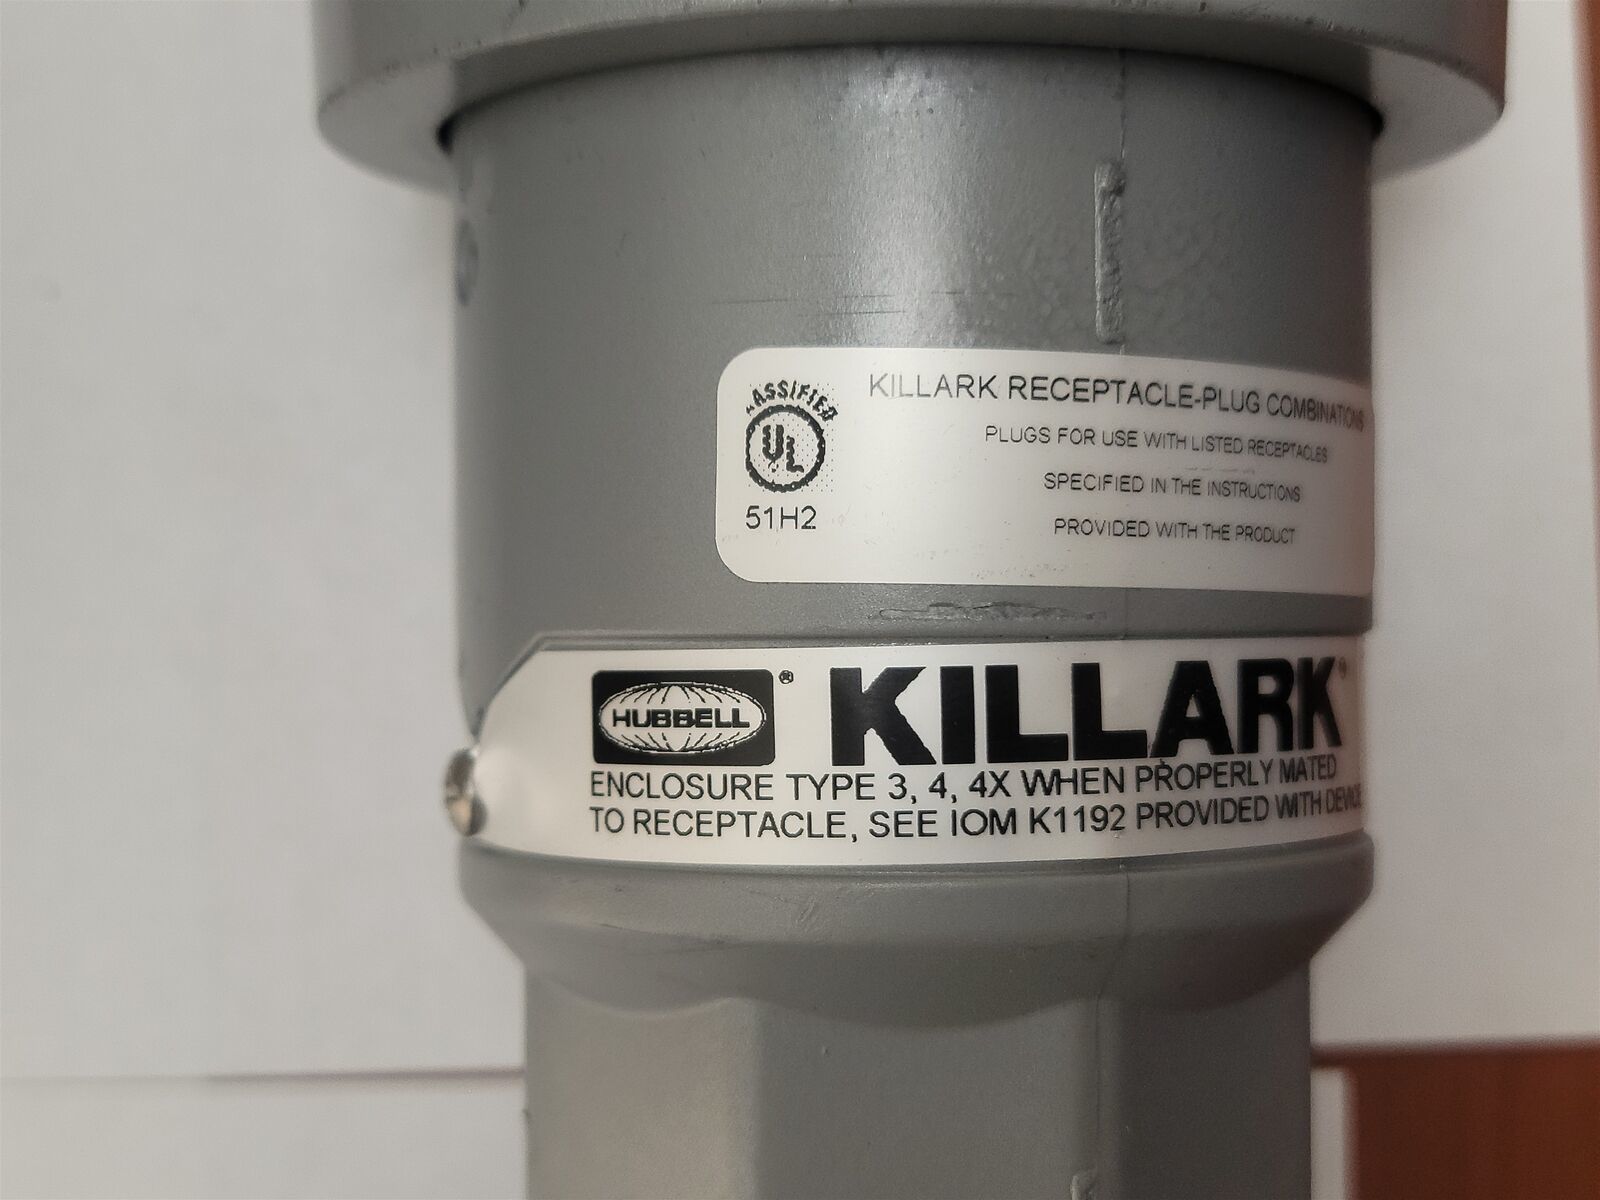 CLASSIFIED
UL
51H2
KILLARK RECEPTACLE-PLUG COMBINATIONS
PLUGS FOR USE WITH LISTED RECEPTACLES
SPECIFIED IN THE INSTRUCTIONS
PROVIDED WITH THE PRODUCT
HUBBELL® KILLARK®
ENCLOSURE TYPE 3, 4, 4X WHEN PROPERLY MATED
TO RECEPTACLE, SEE IOM K1192 PROVIDED WITH DEVICE